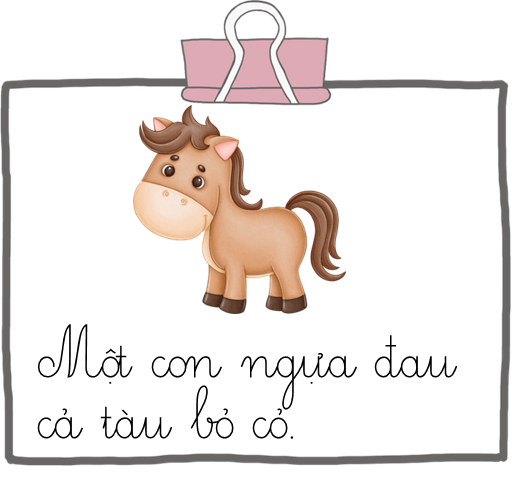 Một con ngựa đau
cả tàu bỏ cỏ.